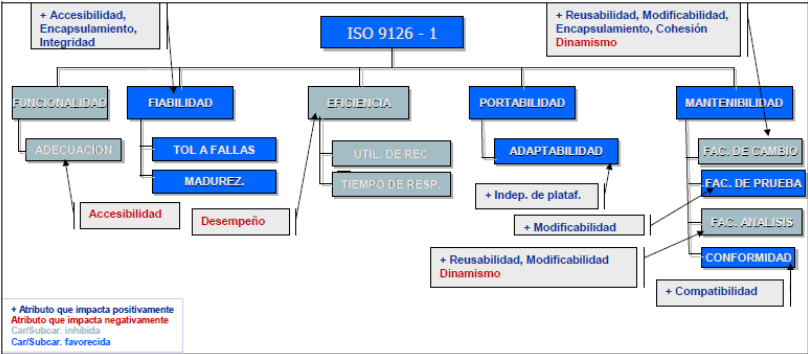 + Accesibilidad,
Encapsulamiento,
Integridad
ISO 9126 - 1
+ Reusabilidad, Modificabilidad,
Encapsulamiento, Cohesión
Dinamismo
FUNCIONALIDAD
FIABILIDAD
EFICIENCIA
PORTABILIDAD
MANTENIBILIDAD
ADECUACION
TOL A FALLAS
MADUREZ.
UTIL. DE REC
TIEMPO DE RESP.
ADAPTABILIDAD
FAC. DE CAMBIO
FAC. DE PRUEBA
FAC. ANALISIS
CONFORMIDAD
Accesibilidad
Desempeño
+ Indep. de plataf.
+ Modificabilidad
+ Reusabilidad, Modificabilidad
Dinamismo
+ Compatibilidad
+ Atributo que impacta positivamente
Atributo que impacta negativamente
Car/Subcar. inhibida
Car/Subcar. favorecida